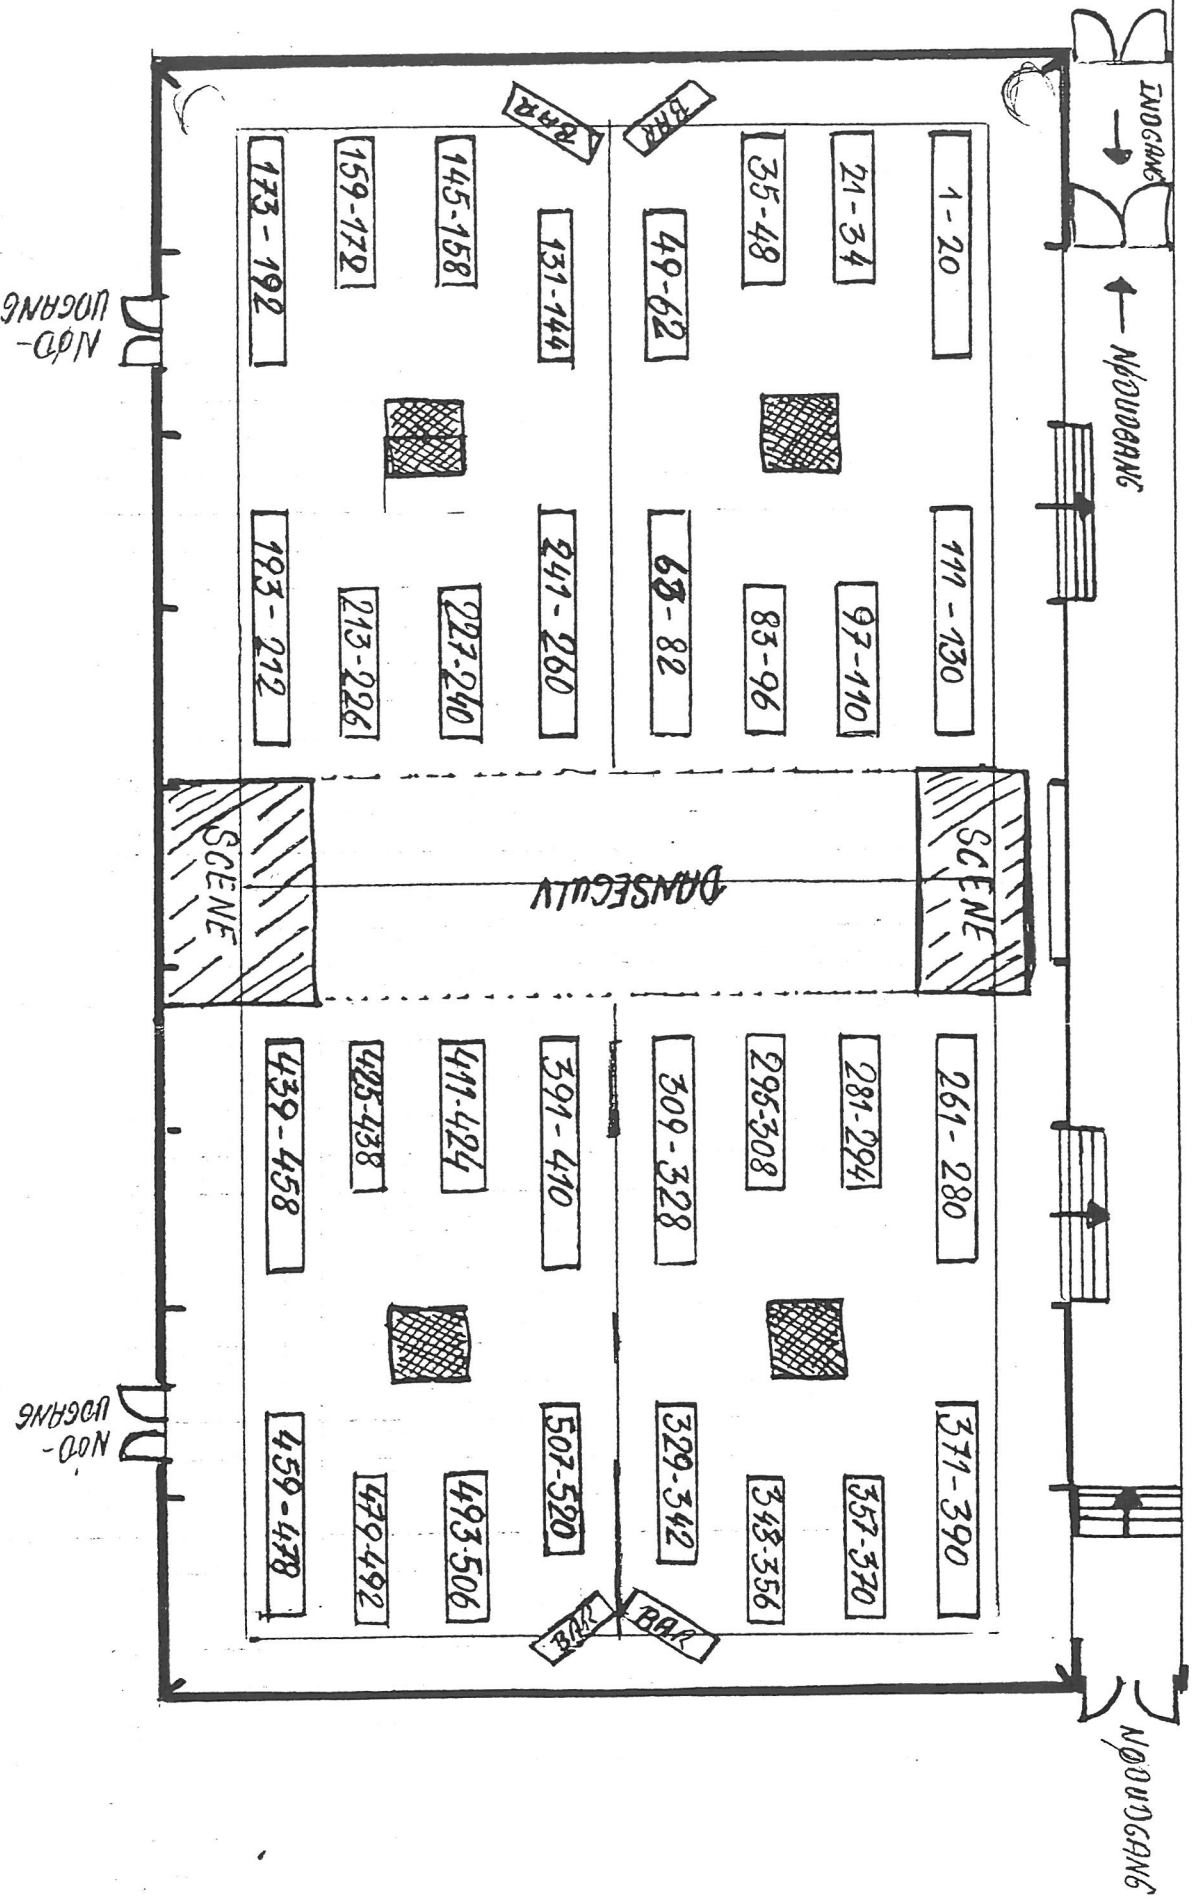 INDGANG
NØDUDGANG
BAR
BAR
1-20
21-34
35-48
49-62
131-144
145-158
159-172
173-192
NØD-
UDGANG
111-130
97-110
83-96
63-82
241-260
227-240
213-226
193-212
SCENE
DANSEGULV
SCENE
261-280
281-294
295-308
309-328
391-410
411-424
425-438
439-458
371-390
357-370
343-356
329-342
507-520
493-506
479-492
459-478
NØD-
UDGANG
BAR
BAR
NØDUDGANG